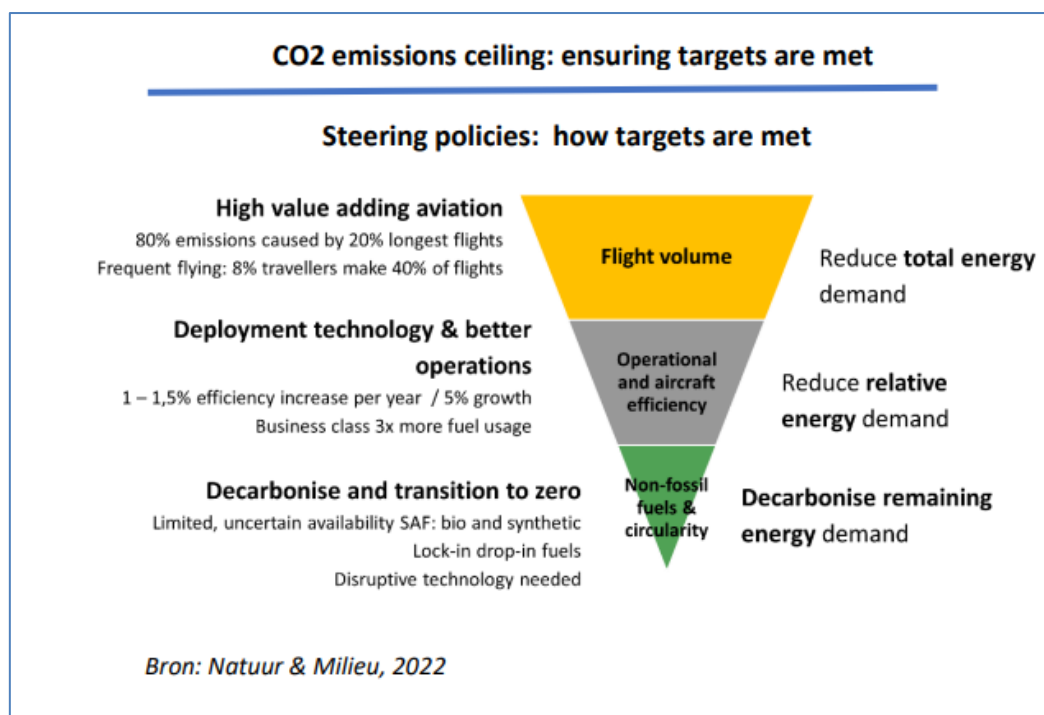 CO2 emissions ceiling: ensuring targets are met
Steering policies: how targets are met
High value adding aviation
80% emissions caused by 20% longest flights
Frequent flying: 8% travellers make 40% of flights
Flight volume
Reduce total energy
demand
Deployment technology & better
operations
1 – 1,5% efficiency increase per year / 5% growth
Business class 3x more fuel usage
Operational
and aircraft
efficiency
Reduce relative
energy demand
Decarbonise and transition to zero
Limited, uncertain availability SAF: bio and synthetic
Lock-in drop-in fuels
Disruptive technology needed
Non-fossil
fuels &
circularity
Decarbonise remaining
energy demand
Bron: Natuur & Milieu, 2022